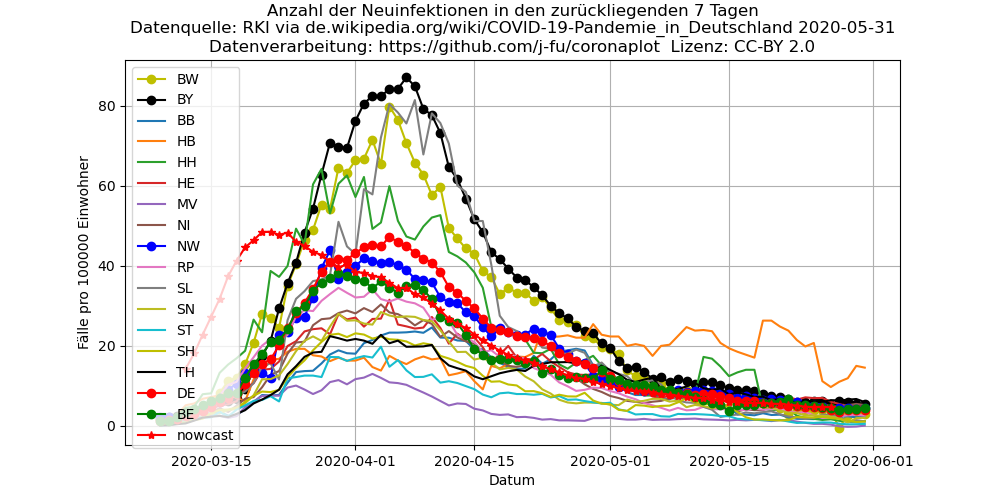 Anzahl der Neuinfektionen in den zurückliegenden 7 Tagen
Datenquelle: RKI via de.wikipedia.org/wiki/COVID-19-Pandemie_in_Deutschland 2020-05-31
Datenverarbeitung: https://github.com/j-fu/coronaplot Lizenz: CC-BY 2.0
Fälle pro 100000 Einwohner
80
60
40
20
0
BW
BY
BB
HB
HH
HE
MV
NI
NW
RP
SL
SN
ST
SH
TH
DE
BE
nowcast
2020-03-15
2020-04-01
2020-04-15
2020-05-01
2020-05-15
2020-06-01
Datum